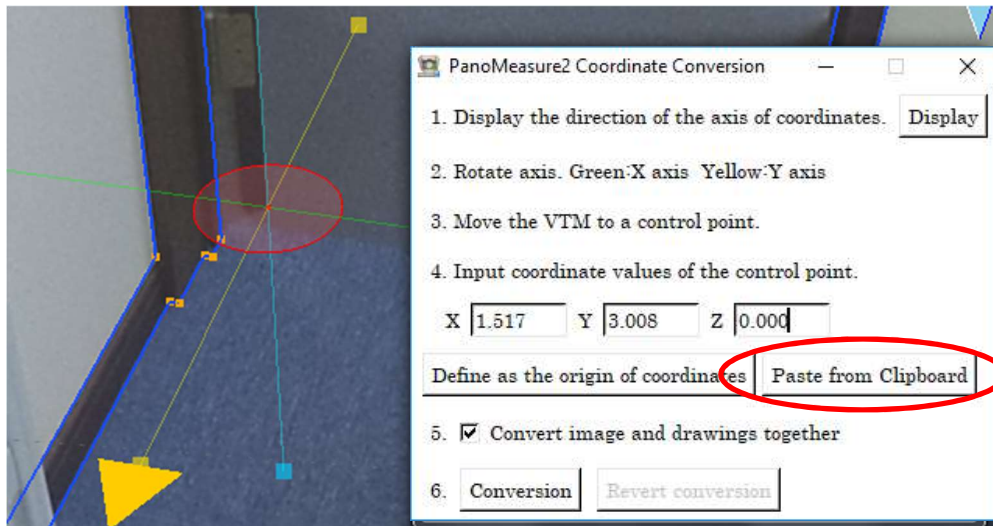 PanoMeasure2 Coordinate Conversion
1. Display the direction of the axis of coordinates. Display
2. Rotate axis. Green:X axis Yellow:Y axis
3. Move the VTM to a control point.
4. Input coordinate values of the control point.
X 1.517 Y 3.008 Z 0.000
Define as the origin of coordinates Paste from Clipboard
5. Convert image and drawings together
6. Conversion Revert conversion